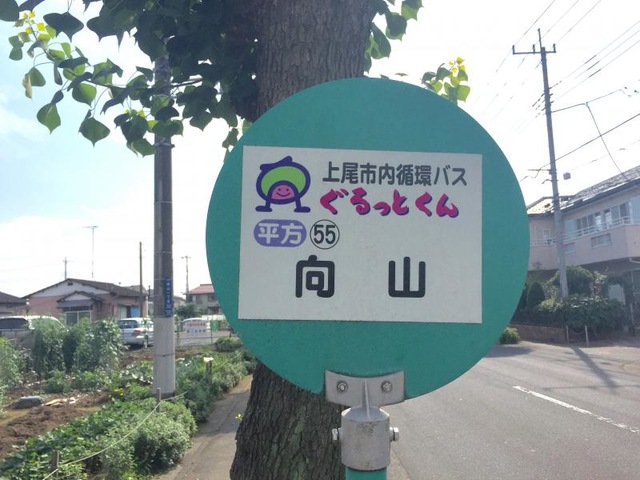 上尾市内循環バス
ぐるっとくん
平方 55
向山